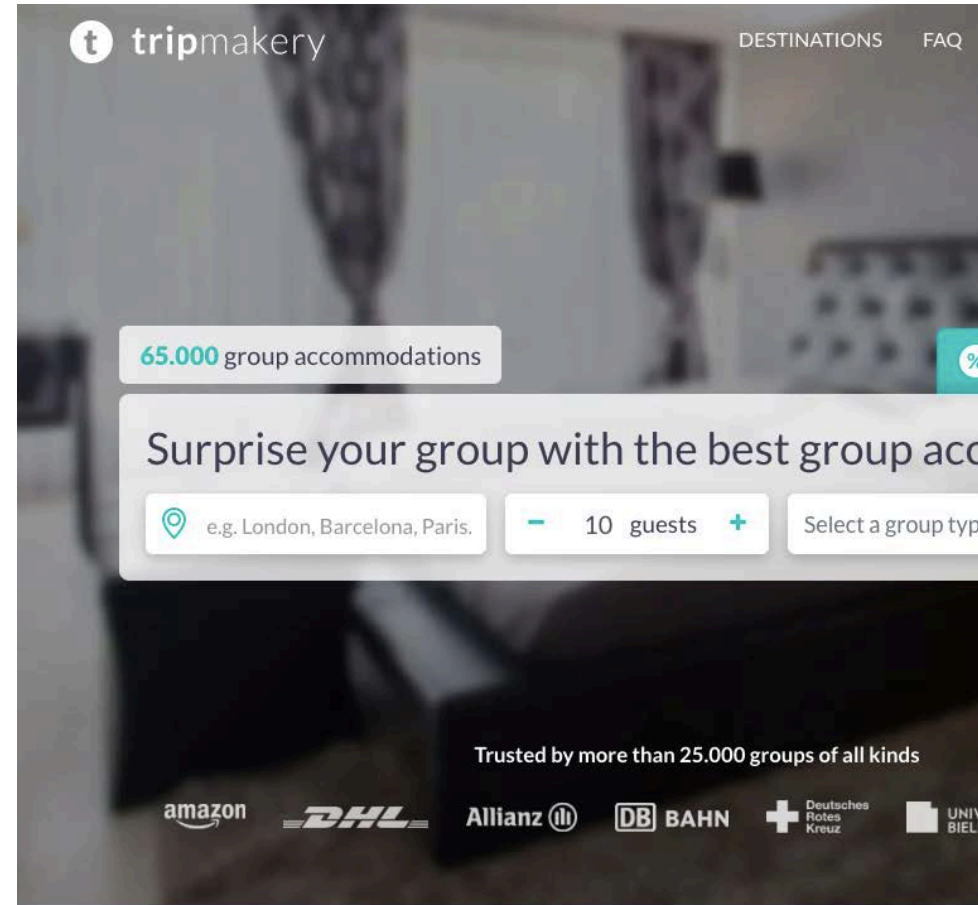 t tripmakery
DESTINATIONS FAQ
65.000 group accommodations
%
Surprise your group with the best group acc
e.g. London, Barcelona, Paris.
− 10 guests +
Select a group typ
Trusted by more than 25.000 groups of all kinds
amazon
DHL
Allianz
DB BAHN
Deutsches
Rotes
Kreuz
UNIV
BIEL